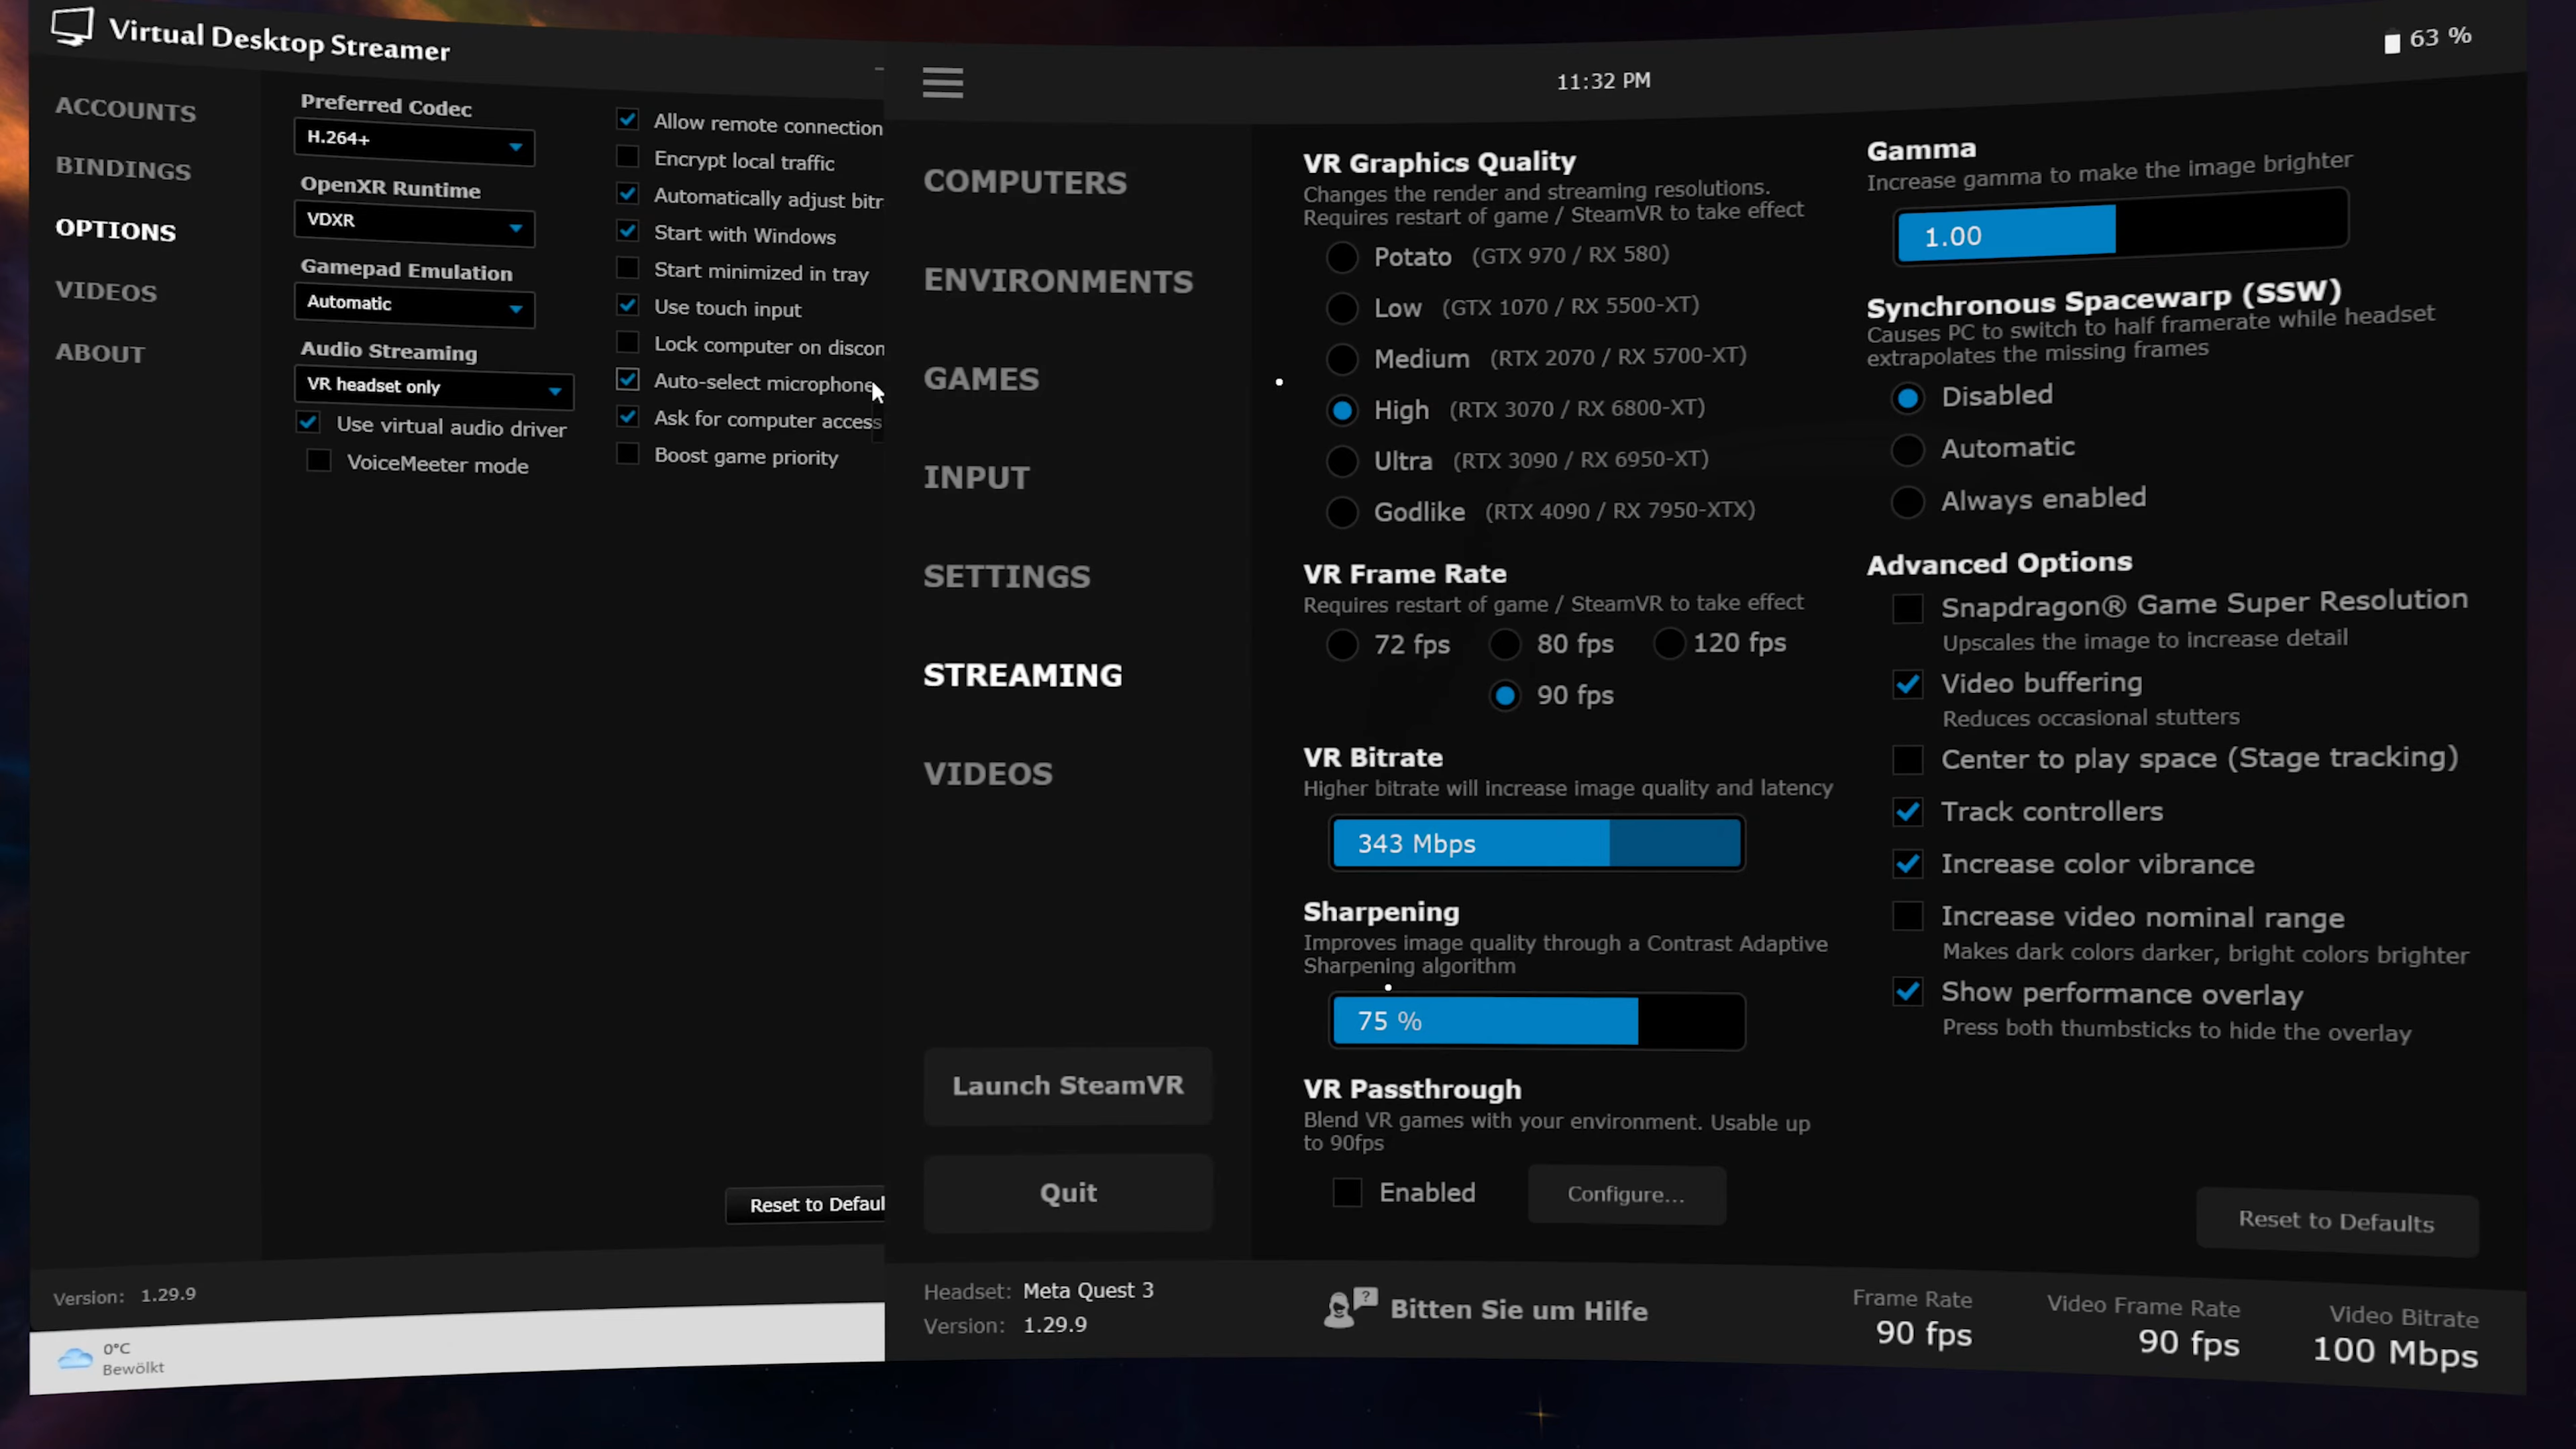 Virtual Desktop Streamer
ACCOUNTS
BINDINGS
OPTIONS
VIDEOS
ABOUT
Preferred Codec
H.264+
OpenXR Runtime
VDXR
Gamepad Emulation
Automatic
Audio Streaming
VR headset only
Use virtual audio driver
VoiceMeeter mode
Allow remote connection
Encrypt local traffic
Automatically adjust bitr
Start with Windows
Start minimized in tray
Use touch input
Lock computer on discon
Auto-select microphone
Ask for computer access
Boost game priority
Reset to Defaul
Version: 1.29.9
0°C
Bewölkt
11:32 PM
63 %
COMPUTERS
ENVIRONMENTS
GAMES
INPUT
SETTINGS
STREAMING
VIDEOS
Launch SteamVR
Quit
VR Graphics Quality
Changes the render and streaming resolutions.
Requires restart of game / SteamVR to take effect
Potato (GTX 970 / RX 580)
Low (GTX 1070 / RX 5500-XT)
Medium (RTX 2070 / RX 5700-XT)
High (RTX 3070 / RX 6800-XT)
Ultra (RTX 3090 / RX 6950-XT)
Godlike (RTX 4090 / RX 7950-XTX)
VR Frame Rate
Requires restart of game / SteamVR to take effect
72 fps 80 fps 120 fps
90 fps
VR Bitrate
Higher bitrate will increase image quality and latency
343 Mbps
Sharpening
Improves image quality through a Contrast Adaptive
Sharpening algorithm
75 %
VR Passthrough
Blend VR games with your environment. Usable up
to 90fps
Enabled Configure...
Gamma
Increase gamma to make the image brighter
1.00
Synchronous Spacewarp (SSW)
Causes PC to switch to half framerate while headset
extrapolates the missing frames
Disabled
Automatic
Always enabled
Advanced Options
Snapdragon® Game Super Resolution
Upscales the image to increase detail
Video buffering
Reduces occasional stutters
Center to play space (Stage tracking)
Track controllers
Increase color vibrance
Increase video nominal range
Makes dark colors darker, bright colors brighter
Show performance overlay
Press both thumbsticks to hide the overlay
Reset to Defaults
Headset: Meta Quest 3
Version: 1.29.9
Bitten Sie um Hilfe
Frame Rate
90 fps
Video Frame Rate
90 fps
Video Bitrate
100 Mbps